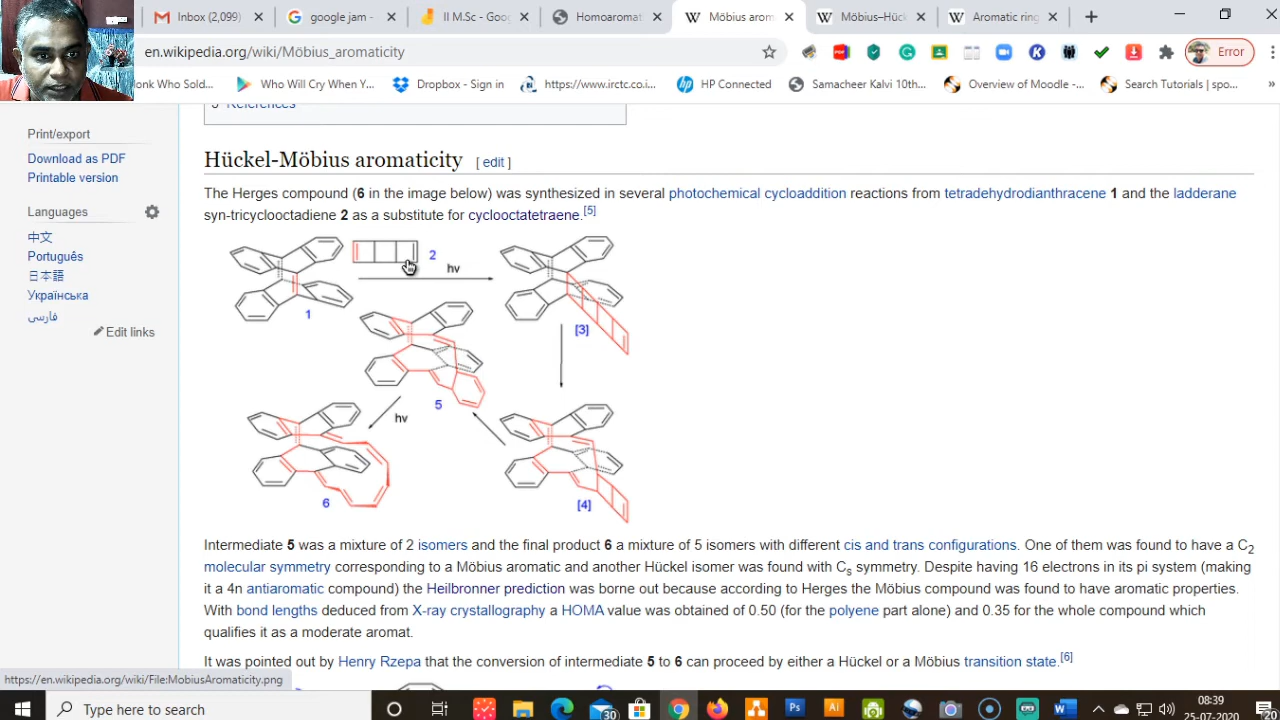 Inbox (2,099)
google jam -
II M.Sc - Goo
Homoaromat
Möbius arom
Möbius–Hück
Aromatic ring
en.wikipedia.org/wiki/Möbius_aromaticity
Error
onk Who Sold...
Who Will Cry When Y...
Dropbox - Sign in
https://www.irctc.co.i...
HP Connected
Samacheer Kalvi 10th...
Overview of Moodle -...
Search Tutorials | spo...
»
References
Print/export
Download as PDF
Printable version
Languages
中文
Português
日本語
Українська
فارسی
Edit links
Hückel-Möbius aromaticity [ edit ]
The Herges compound (6 in the image below) was synthesized in several photochemical cycloaddition reactions from tetradehydrodianthracene 1 and the ladderane
syn-tricyclooctadiene 2 as a substitute for cyclooctatetraene.[5]
2
hv
1
[3]
5
hv
6
[4]
Intermediate 5 was a mixture of 2 isomers and the final product 6 a mixture of 5 isomers with different cis and trans configurations. One of them was found to have a C2
molecular symmetry corresponding to a Möbius aromatic and another Hückel isomer was found with Cs symmetry. Despite having 16 electrons in its pi system (making
it a 4n antiaromatic compound) the Heilbronner prediction was borne out because according to Herges the Möbius compound was found to have aromatic properties.
With bond lengths deduced from X-ray crystallography a HOMA value was obtained of 0.50 (for the polyene part alone) and 0.35 for the whole compound which
qualifies it as a moderate aromat.
It was pointed out by Henry Rzepa that the conversion of intermediate 5 to 6 can proceed by either a Hückel or a Möbius transition state.[6]
https://en.wikipedia.org/wiki/File:MobiusAromaticity.png
Type here to search
30
08:39
25-07-2020